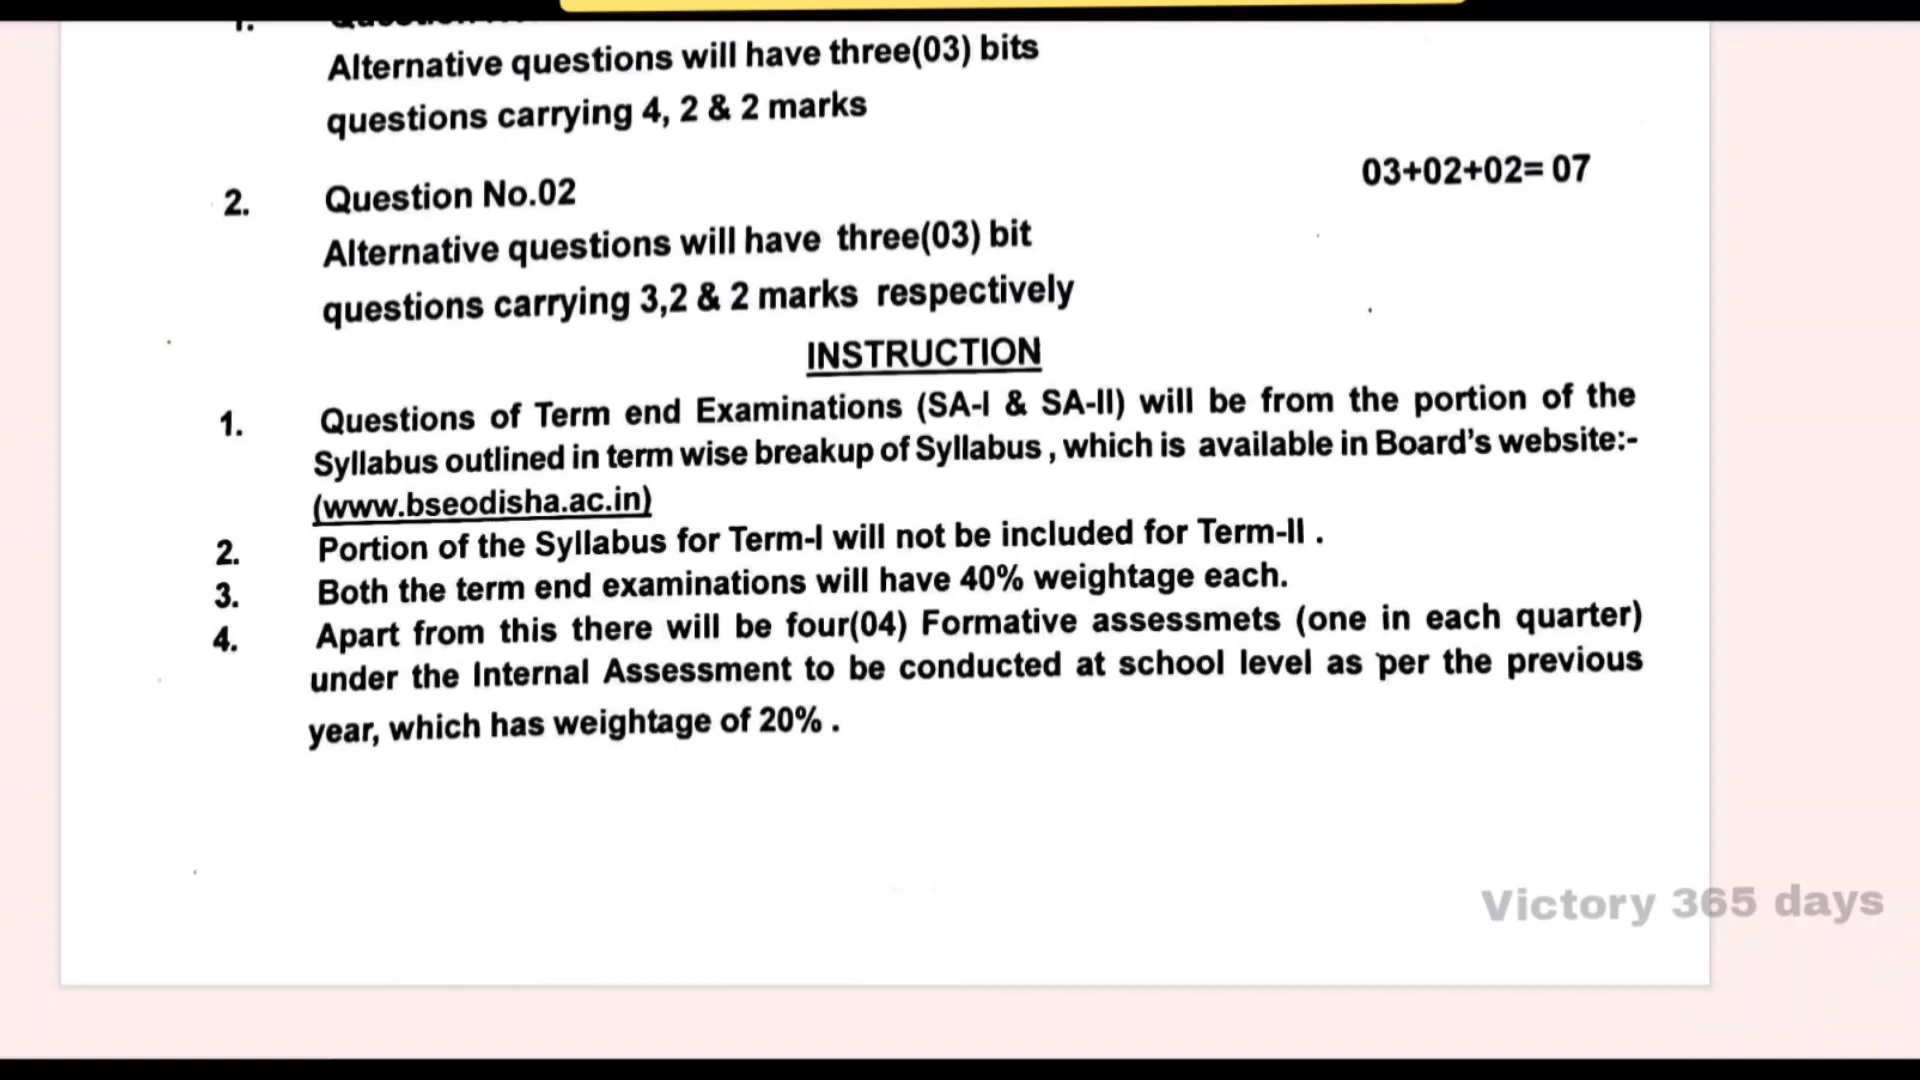 1.
Alternative questions will have three(03) bits
questions carrying 4, 2 & 2 marks
03+02+02= 07
2. Question No.02
Alternative questions will have three(03) bit
questions carrying 3,2 & 2 marks respectively
INSTRUCTION
1. Questions of Term end Examinations (SA-I & SA-II) will be from the portion of the
Syllabus outlined in term wise breakup of Syllabus , which is available in Board's website:-
(www.bseodisha.ac.in)
2. Portion of the Syllabus for Term-I will not be included for Term-II .
3. Both the term end examinations will have 40% weightage each.
4. Apart from this there will be four(04) Formative assessmets (one in each quarter)
under the Internal Assessment to be conducted at school level as per the previous
year, which has weightage of 20% .
Victory 365 days